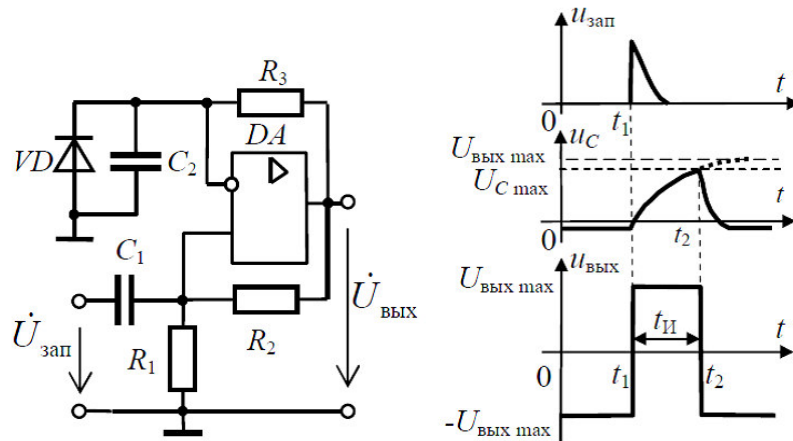 R₃
DA
VD
C₂
C₁
R₂
R₁
U̇зап
U̇вых
uзап
t
0
t₁
uC
Uвых max
UC max
t
0
t₂
uвых
Uвых max
tИ
t
0
t₁
t₂
-Uвых max